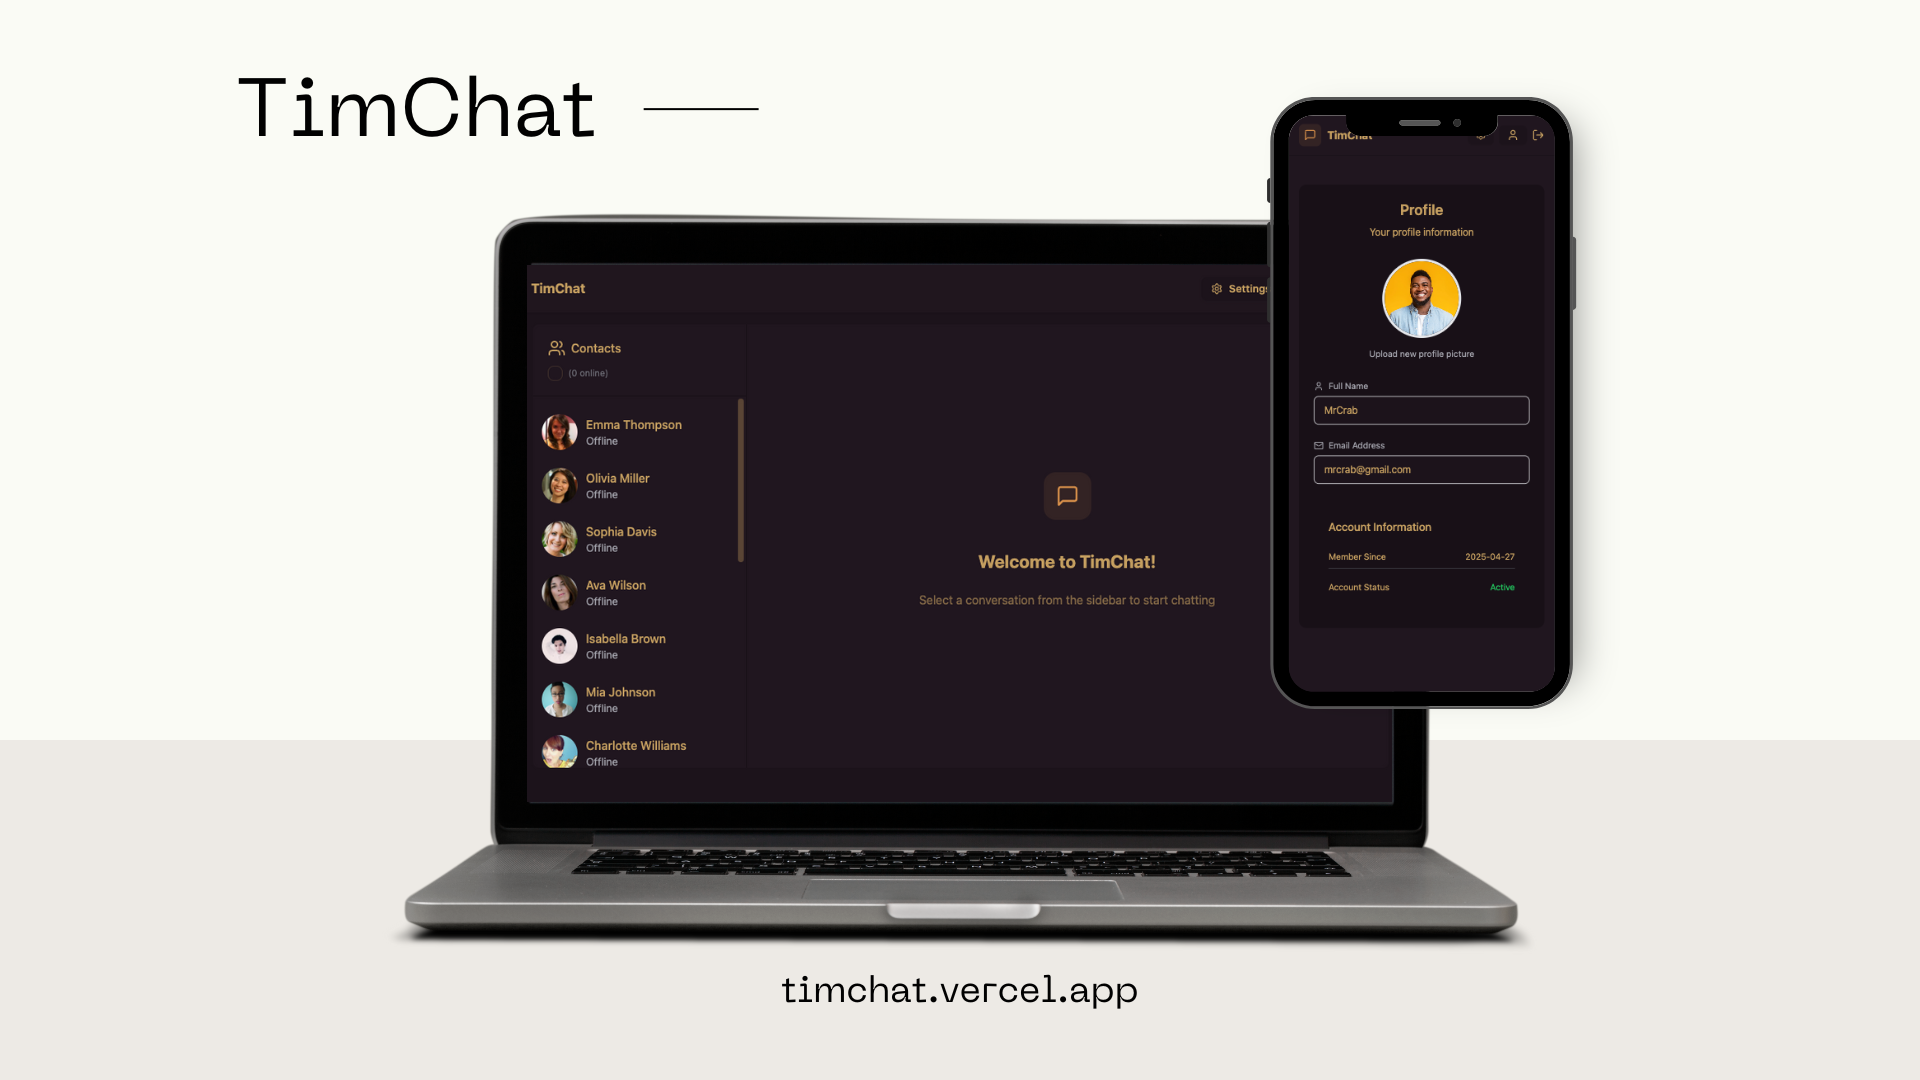 TimChat
TimChat
Settings
Contacts
(0 online)
Emma Thompson
Offline
Olivia Miller
Offline
Sophia Davis
Offline
Ava Wilson
Offline
Isabella Brown
Offline
Mia Johnson
Offline
Charlotte Williams
Offline
Welcome to TimChat!
Select a conversation from the sidebar to start chatting
TimChat
Profile
Your profile information
Upload new profile picture
Full Name
MrCrab
Email Address
mrcrab@gmail.com
Account Information
Member Since 2025-04-27
Account Status Active
timchat.vercel.app